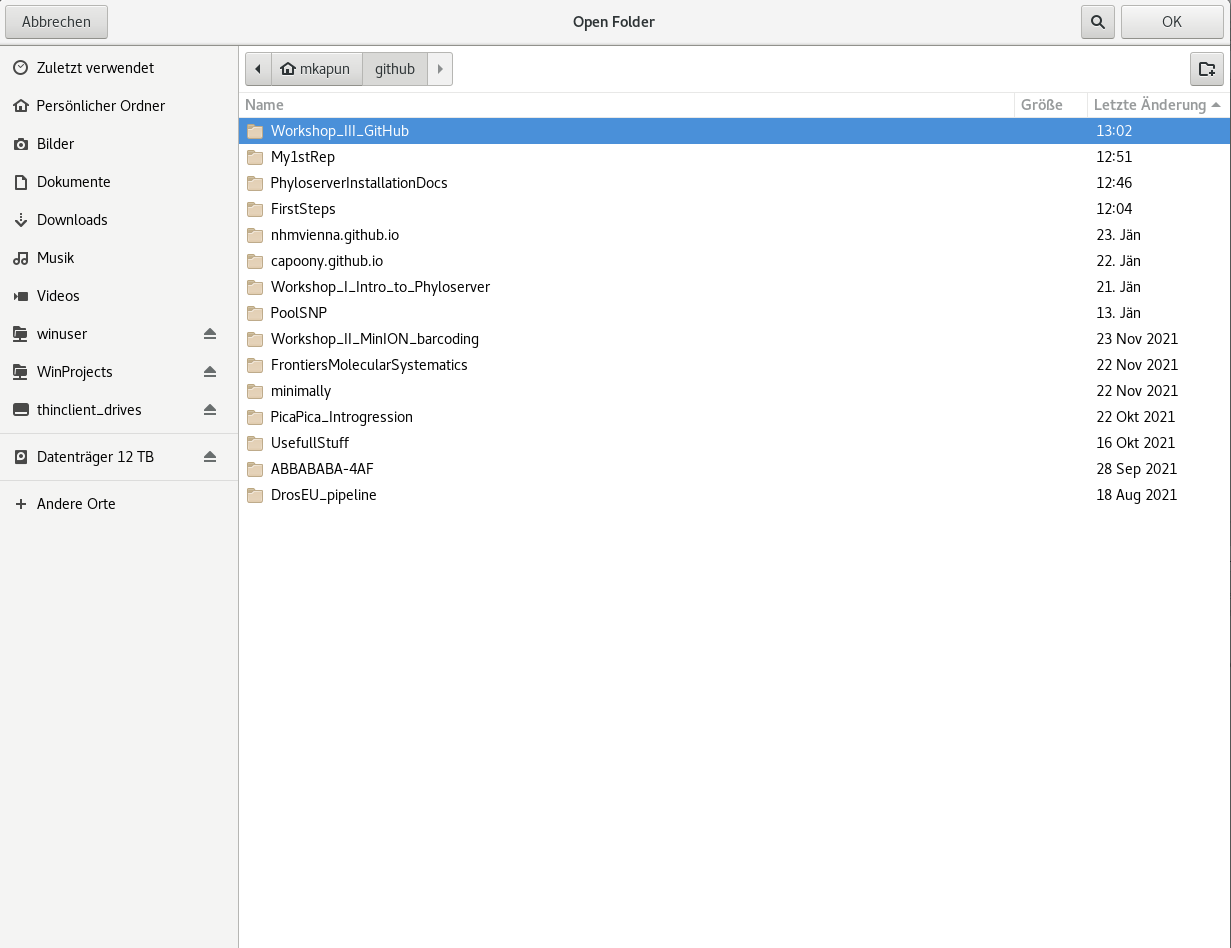 Abbrechen Open Folder OK
mkapun github
Name Größe Letzte Änderung
Zuletzt verwendet
Persönlicher Ordner
Bilder
Dokumente
Downloads
Musik
Videos
winuser
WinProjects
thinclient_drives
Datenträger 12 TB
Andere Orte
Workshop_III_GitHub 13:02
My1stRep 12:51
PhyloserverInstallationDocs 12:46
FirstSteps 12:04
nhmvienna.github.io 23. Jän
capoony.github.io 22. Jän
Workshop_I_Intro_to_Phyloserver 21. Jän
PoolSNP 13. Jän
Workshop_II_MinION_barcoding 23 Nov 2021
FrontiersMolecularSystematics 22 Nov 2021
minimally 22 Nov 2021
PicaPica_Introgression 22 Okt 2021
UsefullStuff 16 Okt 2021
ABBABABA-4AF 28 Sep 2021
DrosEU_pipeline 18 Aug 2021